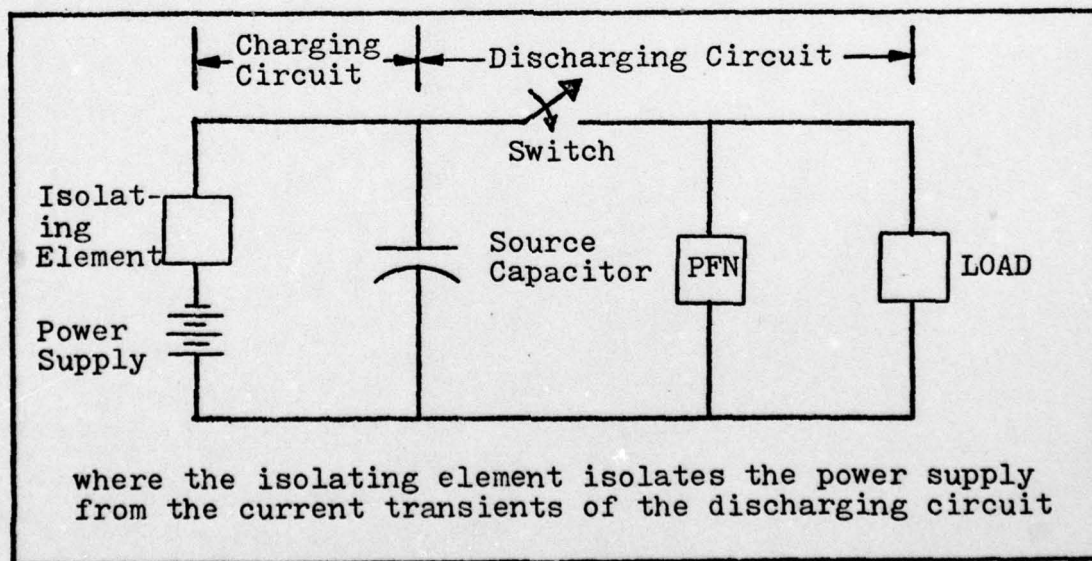 Charging
Circuit
Discharging Circuit
Switch
Isolat-
ing
Element
Source
Capacitor
PFN
LOAD
Power
Supply
where the isolating element isolates the power supply
from the current transients of the discharging circuit